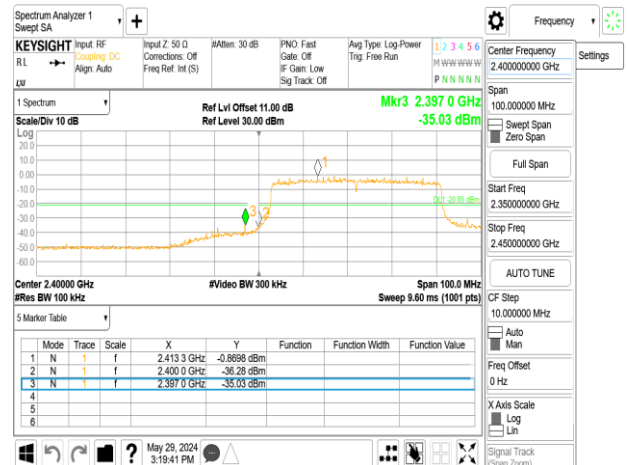 Spectrum Analyzer 1
Swept SA
Frequency
KEYSIGHT
RL
LXI
Input: RF
Coupling: DC
Align: Auto
Input Z: 50 Ω
Corrections: Off
Freq Ref: Int (S)
#Atten: 30 dB
PNO: Fast
Gate: Off
IF Gain: Low
Sig Track: Off
Avg Type: Log-Power
Trig: Free Run
1 2 3 4 5 6
M W W W W W
P N N N N N
1 Spectrum
Scale/Div 10 dB
Ref Lvl Offset 11.00 dB
Ref Level 30.00 dBm
Mkr3 2.397 0 GHz
-35.03 dBm
Log
20.0
10.0
0.00
-10.0
-20.0
-30.0
-40.0
-50.0
-60.0
1
2
3
Center 2.40000 GHz
#Res BW 100 kHz
#Video BW 300 kHz
Span 100.0 MHz
Sweep 9.60 ms (1001 pts)
5 Marker Table
Mode Trace Scale X Y Function Function Width Function Value
1 N 1 f 2.413 3 GHz -0.8698 dBm
2 N 1 f 2.400 0 GHz -36.28 dBm
3 N 1 f 2.397 0 GHz -35.03 dBm
4
5
6
May 29, 2024
3:19:41 PM
Center Frequency
2.400000000 GHz
Settings
Span
100.000000 MHz
Swept Span
Zero Span
Full Span
Start Freq
2.350000000 GHz
Stop Freq
2.450000000 GHz
AUTO TUNE
CF Step
10.000000 MHz
Auto
Man
Freq Offset
0 Hz
X Axis Scale
Log
Lin
Signal Track
(Span Zoom)